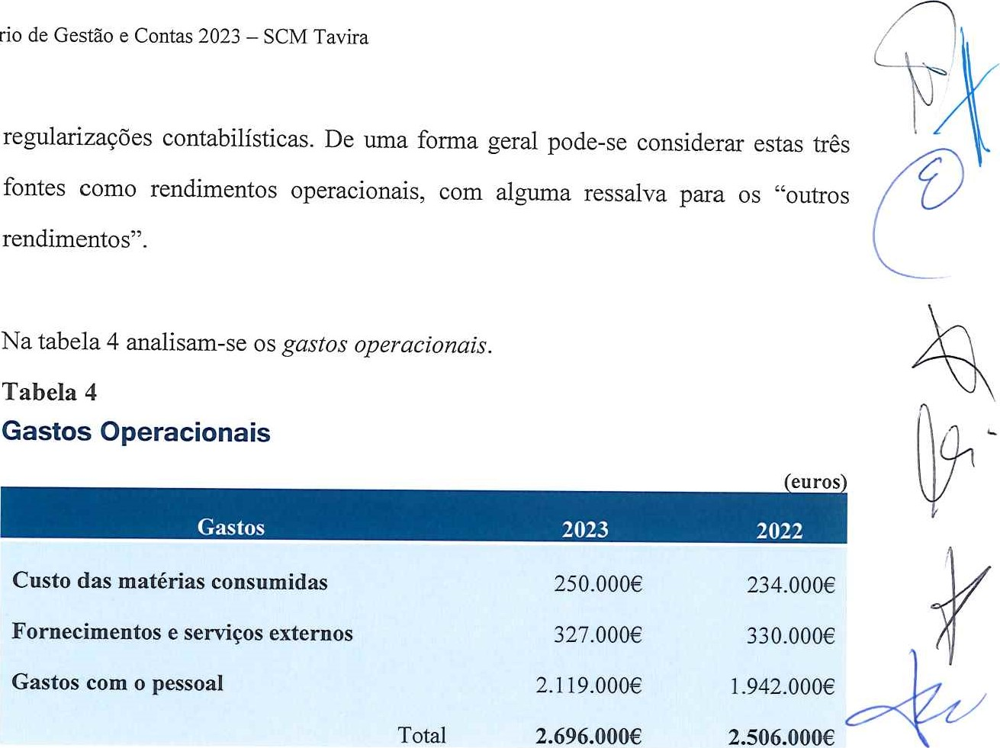 rio de Gestão e Contas 2023 – SCM Tavira
regularizações contabilísticas. De uma forma geral pode-se considerar estas três
fontes como rendimentos operacionais, com alguma ressalva para os “outros
rendimentos”.
Na tabela 4 analisam-se os gastos operacionais.
Tabela 4
Gastos Operacionais
(euros)
Gastos 2023 2022
Custo das matérias consumidas 250.000€ 234.000€
Fornecimentos e serviços externos 327.000€ 330.000€
Gastos com o pessoal 2.119.000€ 1.942.000€
Total 2.696.000€ 2.506.000€